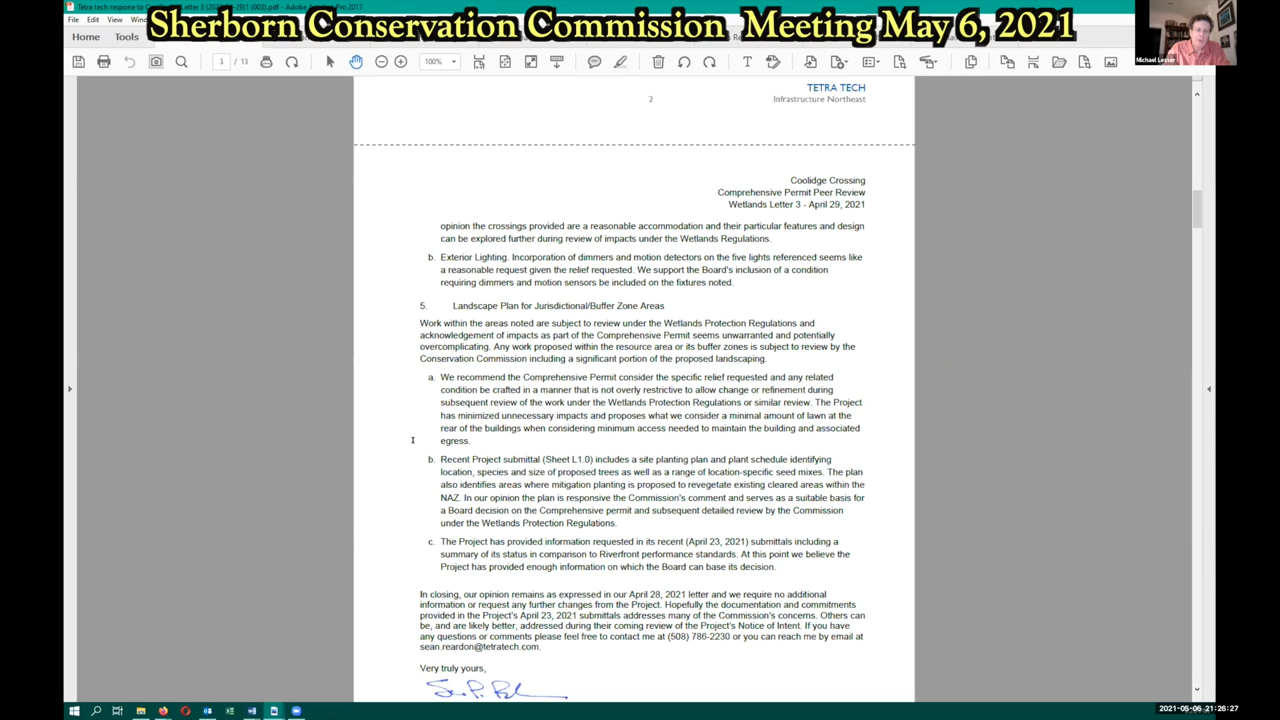 Tetra tech respone to
Letter 3
.pdf - Adobe Acrobat Pro 2017
Sherborn Conservation Commission Meeting May 6, 2021
File Edit View
Home Tools
3 / 13
100%
Michael Lesser
TETRA TECH
2 Infrastructure Northeast
Coolidge Crossing
Comprehensive Permit Peer Review
Wetlands Letter 3 - April 29, 2021
opinion the crossings provided are a reasonable accommodation and their particular features and design
can be explored further during review of impacts under the Wetlands Regulations.
b. Exterior Lighting. Incorporation of dimmers and motion detectors on the five lights referenced seems like
a reasonable request given the relief requested. We support the Board's inclusion of a condition
requiring dimmers and motion sensors be included on the fixtures noted.
5. Landscape Plan for Jurisdictional/Buffer Zone Areas
Work within the areas noted are subject to review under the Wetlands Protection Regulations and
acknowledgement of impacts as part of the Comprehensive Permit seems unwarranted and potentially
overcomplicating. Any work proposed within the resource area or its buffer zones is subject to review by the
Conservation Commission including a significant portion of the proposed landscaping.
a. We recommend the Comprehensive Permit consider the specific relief requested and any related
condition be crafted in a manner that is not overly restrictive to allow change or refinement during
subsequent review of the work under the Wetlands Protection Regulations or similar review. The Project
has minimized unnecessary impacts and proposes what we consider a minimal amount of lawn at the
rear of the buildings when considering minimum access needed to maintain the building and associated
egress.
b. Recent Project submittal (Sheet L1.0) includes a site planting plan and plant schedule identifying
location, species and size of proposed trees as well as a range of location-specific seed mixes. The plan
also identifies areas where mitigation planting is proposed to revegetate existing cleared areas within the
NAZ. In our opinion the plan is responsive the Commission's comment and serves as a suitable basis for
a Board decision on the Comprehensive permit and subsequent detailed review by the Commission
under the Wetlands Protection Regulations.
c. The Project has provided information requested in its recent (April 23, 2021) submittals including a
summary of its status in comparison to Riverfront performance standards. At this point we believe the
Project has provided enough information on which the Board can base its decision.
In closing, our opinion remains as expressed in our April 28, 2021 letter and we require no additional
information or request any further changes from the Project. Hopefully the documentation and commitments
provided in the Project's April 23, 2021 submittals addresses many of the Commission's concerns. Others can
be, and are likely better, addressed during their coming review of the Project's Notice of Intent. If you have
any questions or comments please feel free to contact me at (508) 786-2230 or you can reach me by email at
sean.reardon@tetratech.com.
Very truly yours,
2021-05-06 21:26:27